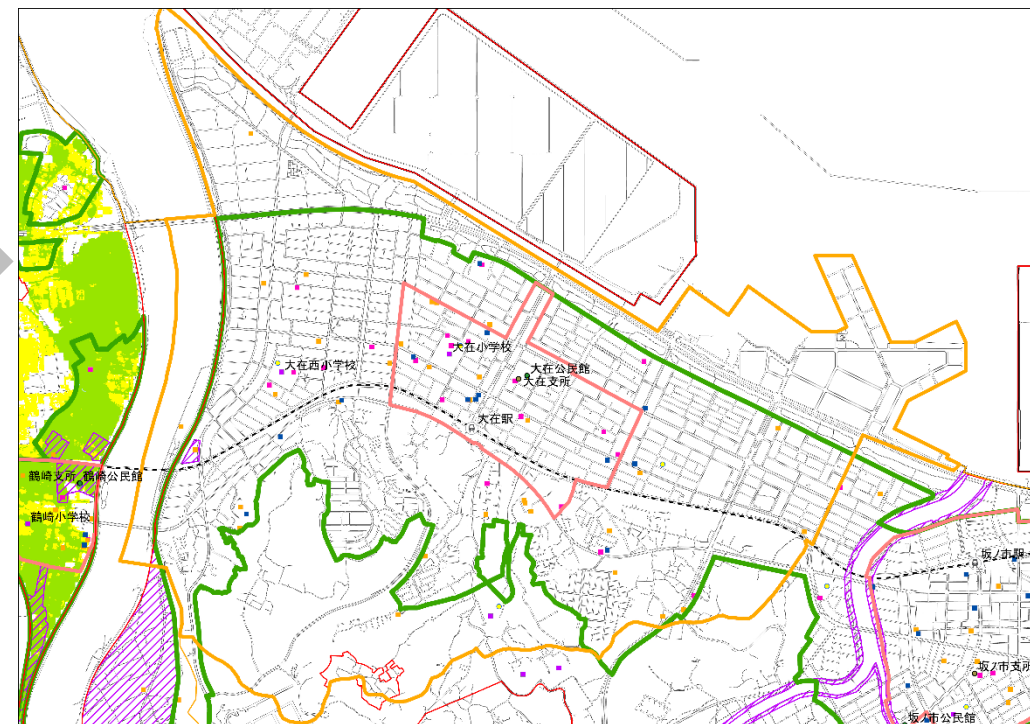 大在小学校
大在西小学校
大在公民館
大在支所
大在駅
鶴崎支所 鶴崎公民館
鶴崎小学校
坂ノ市駅
坂ノ市支所
坂ノ市公民館